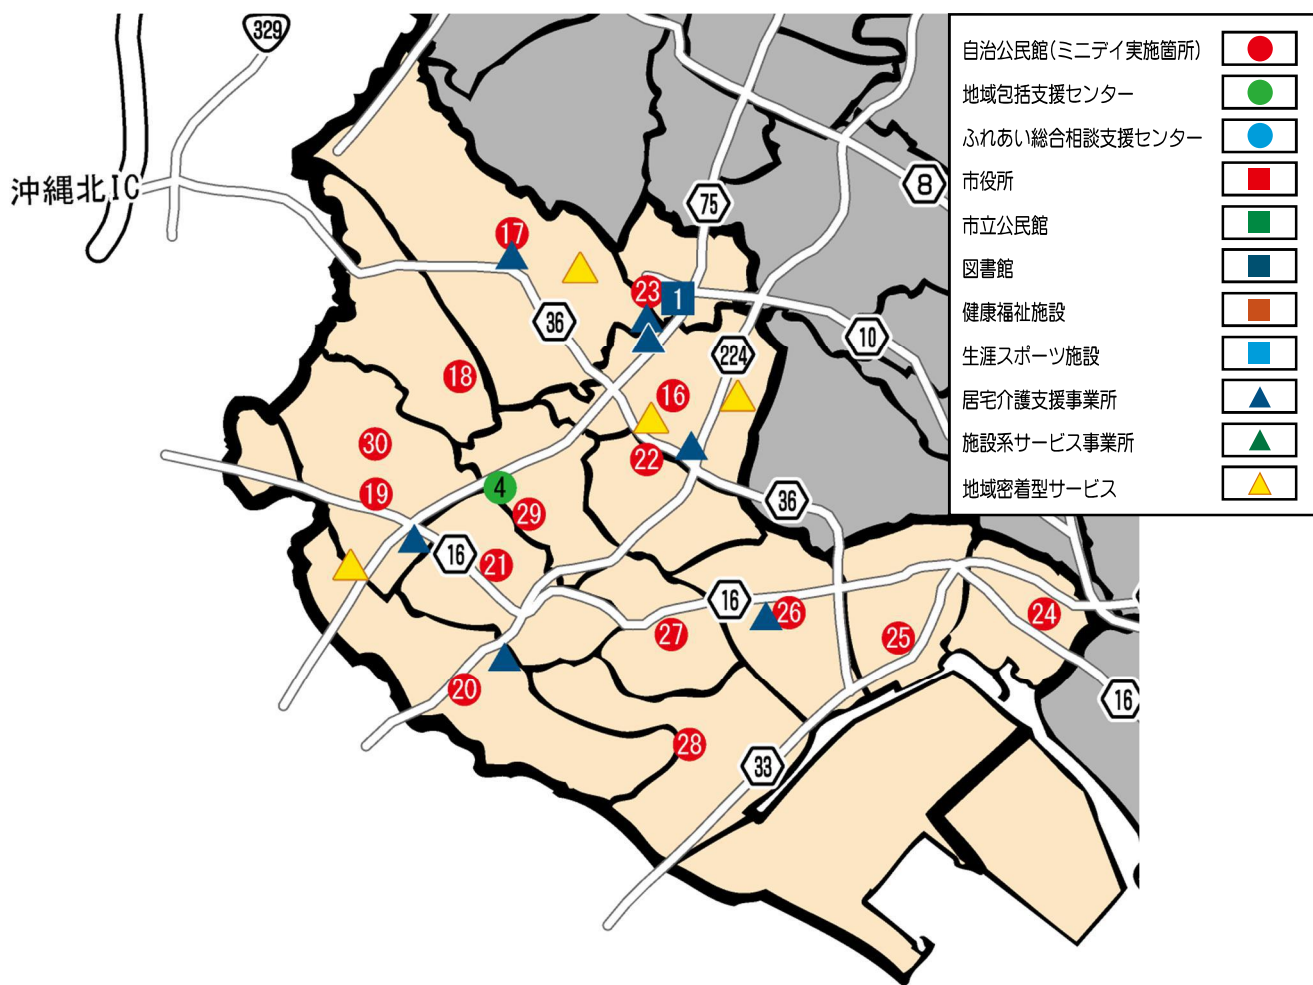 329
沖縄北IC
75
8
17
23
1
36
10
224
18
16
30
22
19
4
29
36
16
21
16
26
24
27
25
20
16
28
33
自治公民館(ミニデイ実施箇所)
地域包括支援センター
ふれあい総合相談支援センター
市役所
市立公民館
図書館
健康福祉施設
生涯スポーツ施設
居宅介護支援事業所
施設系サービス事業所
地域密着型サービス